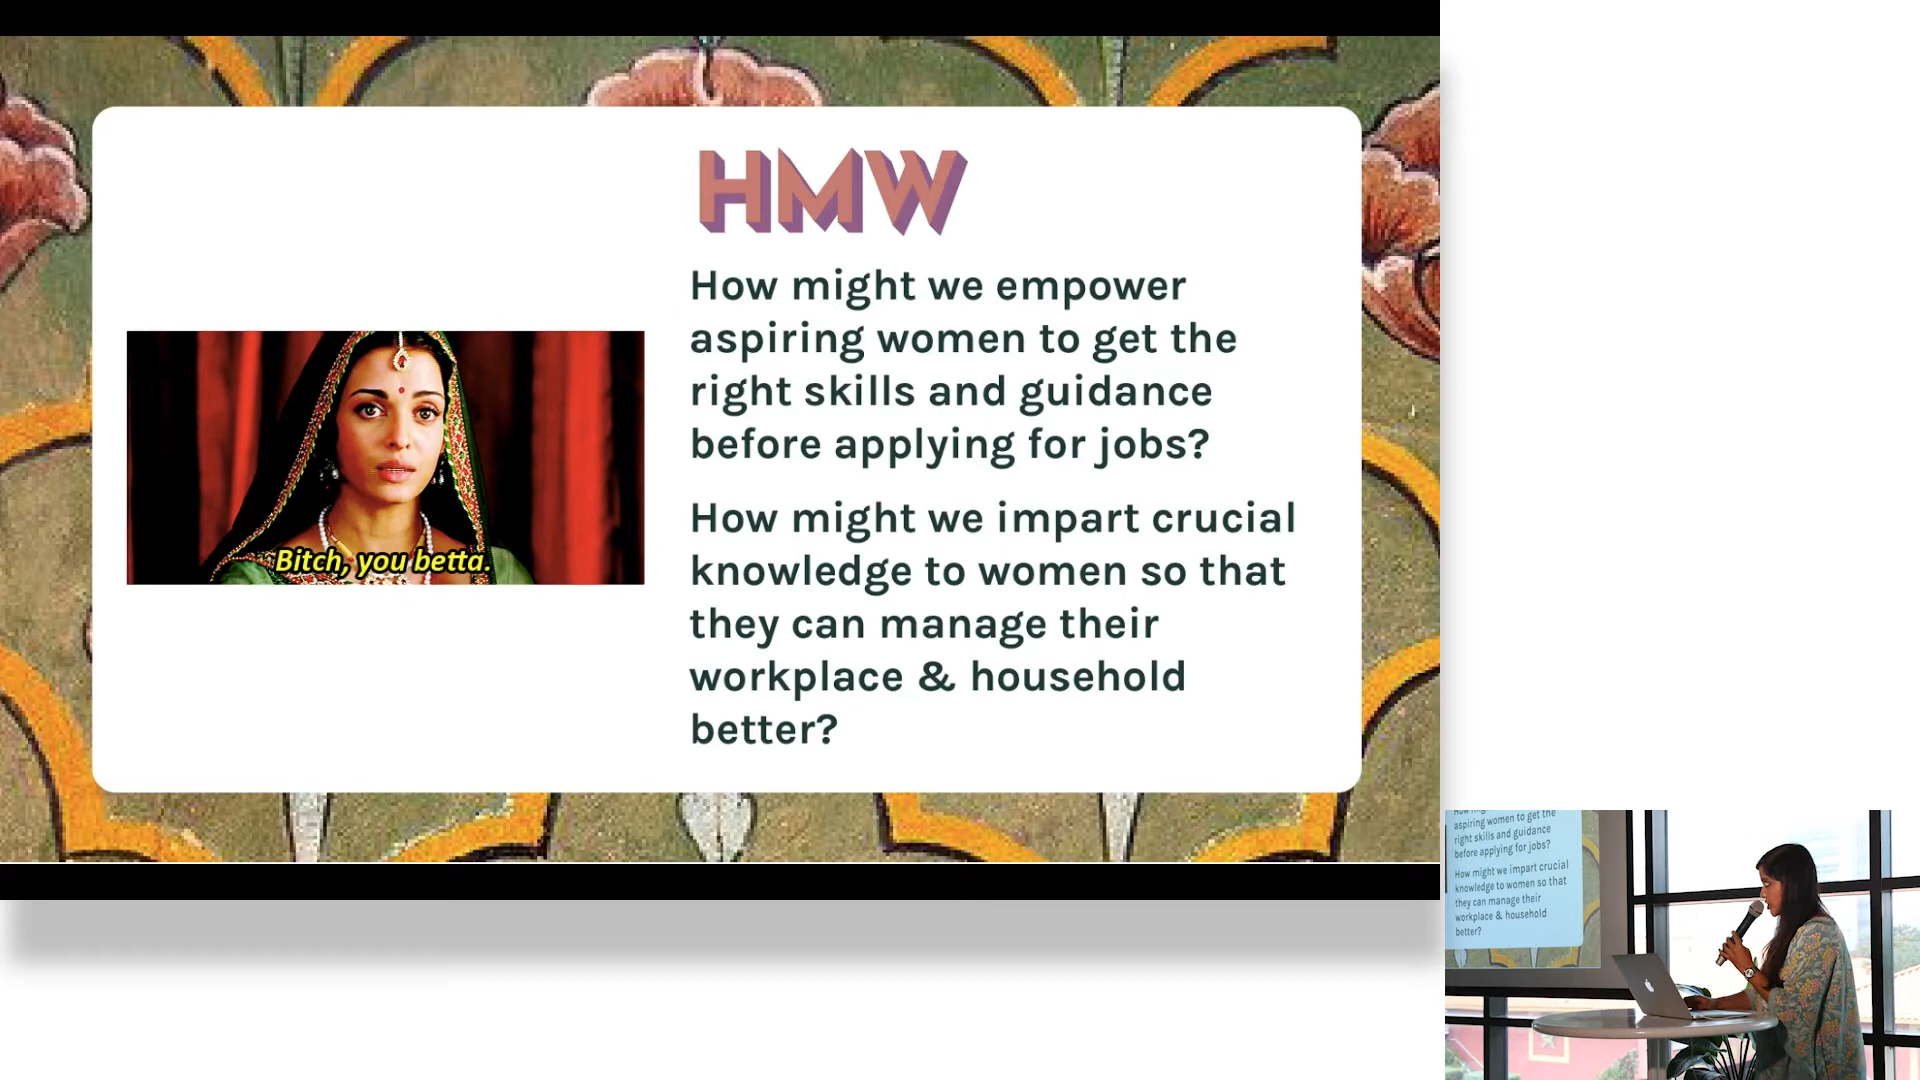 HMW
How might we empower
aspiring women to get the
right skills and guidance
before applying for jobs?
How might we impart crucial
knowledge to women so that
they can manage their
workplace & household
better?
Bitch, you betta.
aspiring women to get the
right skills and guidance
before applying for jobs?
How might we impart crucial
knowledge to women so that
they can manage their
workplace & household
better?